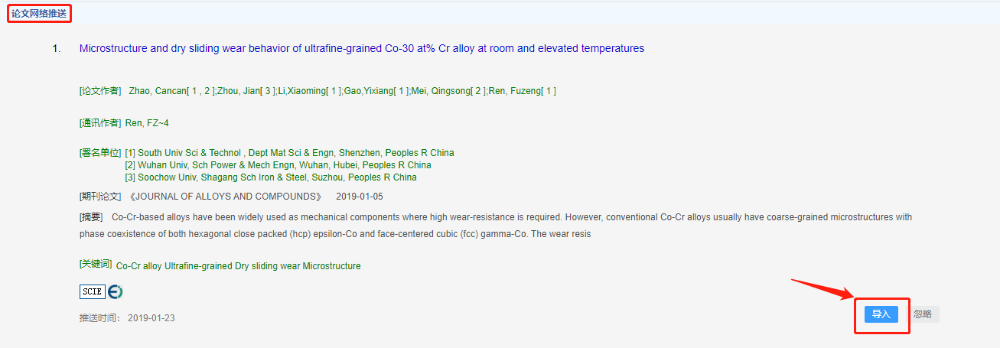 论文网络推送
1. Microstructure and dry sliding wear behavior of ultrafine-grained Co-30 at% Cr alloy at room and elevated temperatures
[论文作者] Zhao, Cancan[ 1 , 2 ];Zhou, Jian[ 3 ];Li,Xiaoming[ 1 ];Gao,Yixiang[ 1 ];Mei, Qingsong[ 2 ];Ren, Fuzeng[ 1 ]
[通讯作者] Ren, FZ~4
[署名单位] [1] South Univ Sci & Technol , Dept Mat Sci & Engn, Shenzhen, Peoples R China
[2] Wuhan Univ, Sch Power & Mech Engn, Wuhan, Hubei, Peoples R China
[3] Soochow Univ, Shagang Sch Iron & Steel, Suzhou, Peoples R China
[期刊论文] 《JOURNAL OF ALLOYS AND COMPOUNDS》 2019-01-05
[摘要] Co-Cr-based alloys have been widely used as mechanical components where high wear-resistance is required. However, conventional Co-Cr alloys usually have coarse-grained microstructures with
phase coexistence of both hexagonal close packed (hcp) epsilon-Co and face-centered cubic (fcc) gamma-Co. The wear resis
[关键词] Co-Cr alloy Ultrafine-grained Dry sliding wear Microstructure
SCIE
推送时间： 2019-01-23
导入 忽略